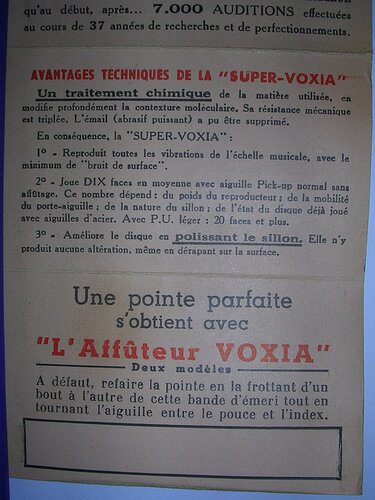 qu'au début, après... 7.000 AUDITIONS effectuées
au cours de 37 années de recherches et de perfectionnements.
AVANTAGES TECHNIQUES DE LA "SUPER-VOXIA"
Un traitement chimique de la matière utilisée, en
modifie profondément la contexture moléculaire. Sa résistance mécanique
est triplée. L'émail (abrasif puissant) a pu être supprimé.
En conséquence, la "SUPER-VOXIA" :
1° - Reproduit toutes les vibrations de l'échelle musicale, avec le
minimum de "bruit de surface".
2° - Joue DIX faces en moyenne avec aiguille Pick-up normal sans
affûtage. Ce nombre dépend : du poids du reproducteur ; de la mobilité
du porte-aiguille ; de la nature du sillon ; de l'état du disque déjà joué
avec aiguilles d'acier. Avec P.U. léger : 20 faces et plus.
3° - Améliore le disque en polissant le sillon. Elle n'y
produit aucune altération, même en dérapant sur la surface.
Une pointe parfaite
s'obtient avec
"L'Affûteur VOXIA"
Deux modèles
A défaut, refaire la pointe en la frottant d'un
bout à l'autre de cette bande d'émeri tout en
tournant l'aiguille entre le pouce et l'index.